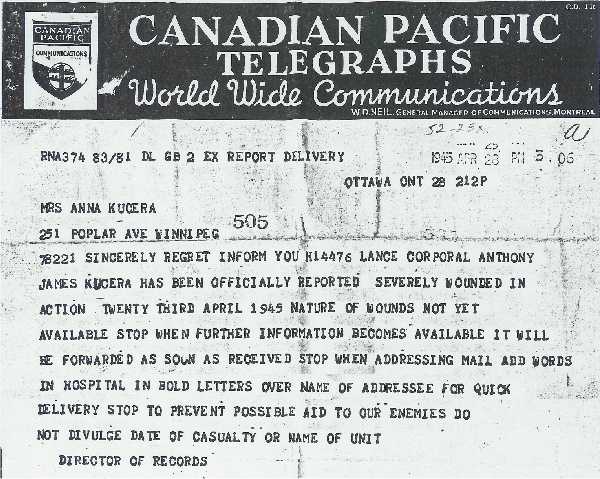 C.D. 1R
CANADIAN PACIFIC
COMMUNICATIONS
CANADIAN PACIFIC
TELEGRAPHS
World Wide Communications
W.D. NEIL, GENERAL MANAGER OF COMMUNICATIONS, MONTREAL
RNA374 83/81 DL GB 2 EX REPORT DELIVERY
1945 APR 28 PM 5 06
OTTAWA ONT 28 212P
MRS ANNA KUCERA
505
251 POPLAR AVE WINNIPEG
78221 SINCERELY REGRET INFORM YOU H14476 LANCE CORPORAL ANTHONY
JAMES KUCERA HAS BEEN OFFICIALLY REPORTED SEVERELY WOUNDED IN
ACTION TWENTY THIRD APRIL 1945 NATURE OF WOUNDS NOT YET
AVAILABLE STOP WHEN FURTHER INFORMATION BECOMES AVAILABLE IT WILL
BE FORWARDED AS SOON AS RECEIVED STOP WHEN ADDRESSING MAIL ADD WORDS
IN HOSPITAL IN BOLD LETTERS OVER NAME OF ADDRESSEE FOR QUICK
DELIVERY STOP TO PREVENT POSSIBLE AID TO OUR ENEMIES DO
NOT DIVULGE DATE OF CASUALTY OR NAME OF UNIT
DIRECTOR OF RECORDS